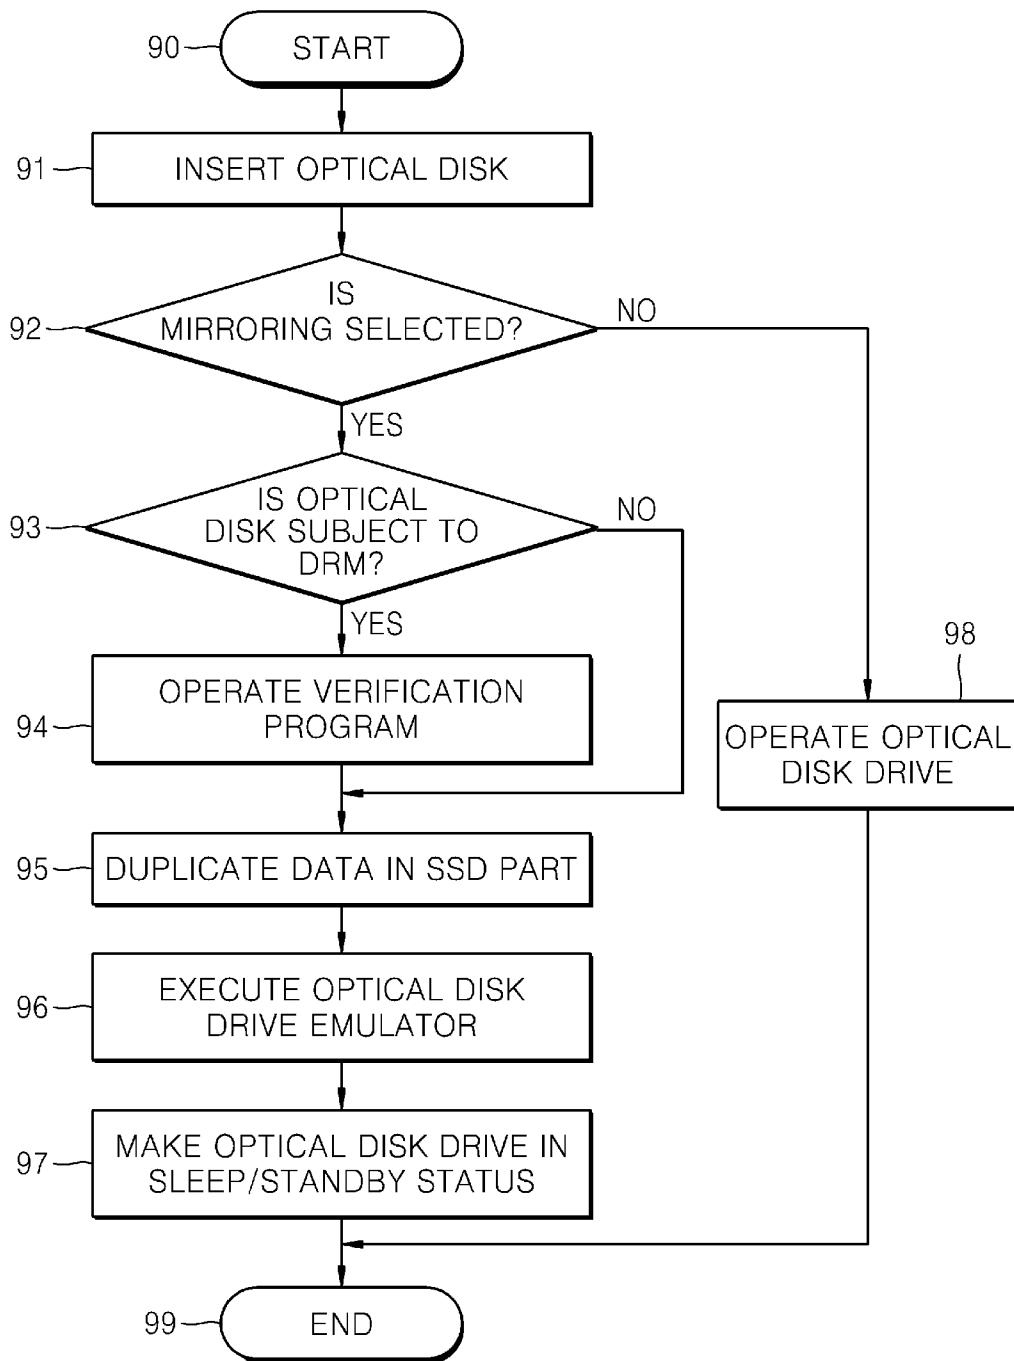 90
START
91
INSERT OPTICAL DISK
92
IS
MIRRORING SELECTED?
NO
YES
93
IS OPTICAL
DISK SUBJECT TO
DRM?
NO
YES
94
OPERATE VERIFICATION
PROGRAM
98
OPERATE OPTICAL
DISK DRIVE
95
DUPLICATE DATA IN SSD PART
96
EXECUTE OPTICAL DISK
DRIVE EMULATOR
97
MAKE OPTICAL DISK DRIVE IN
SLEEP/STANDBY STATUS
99
END